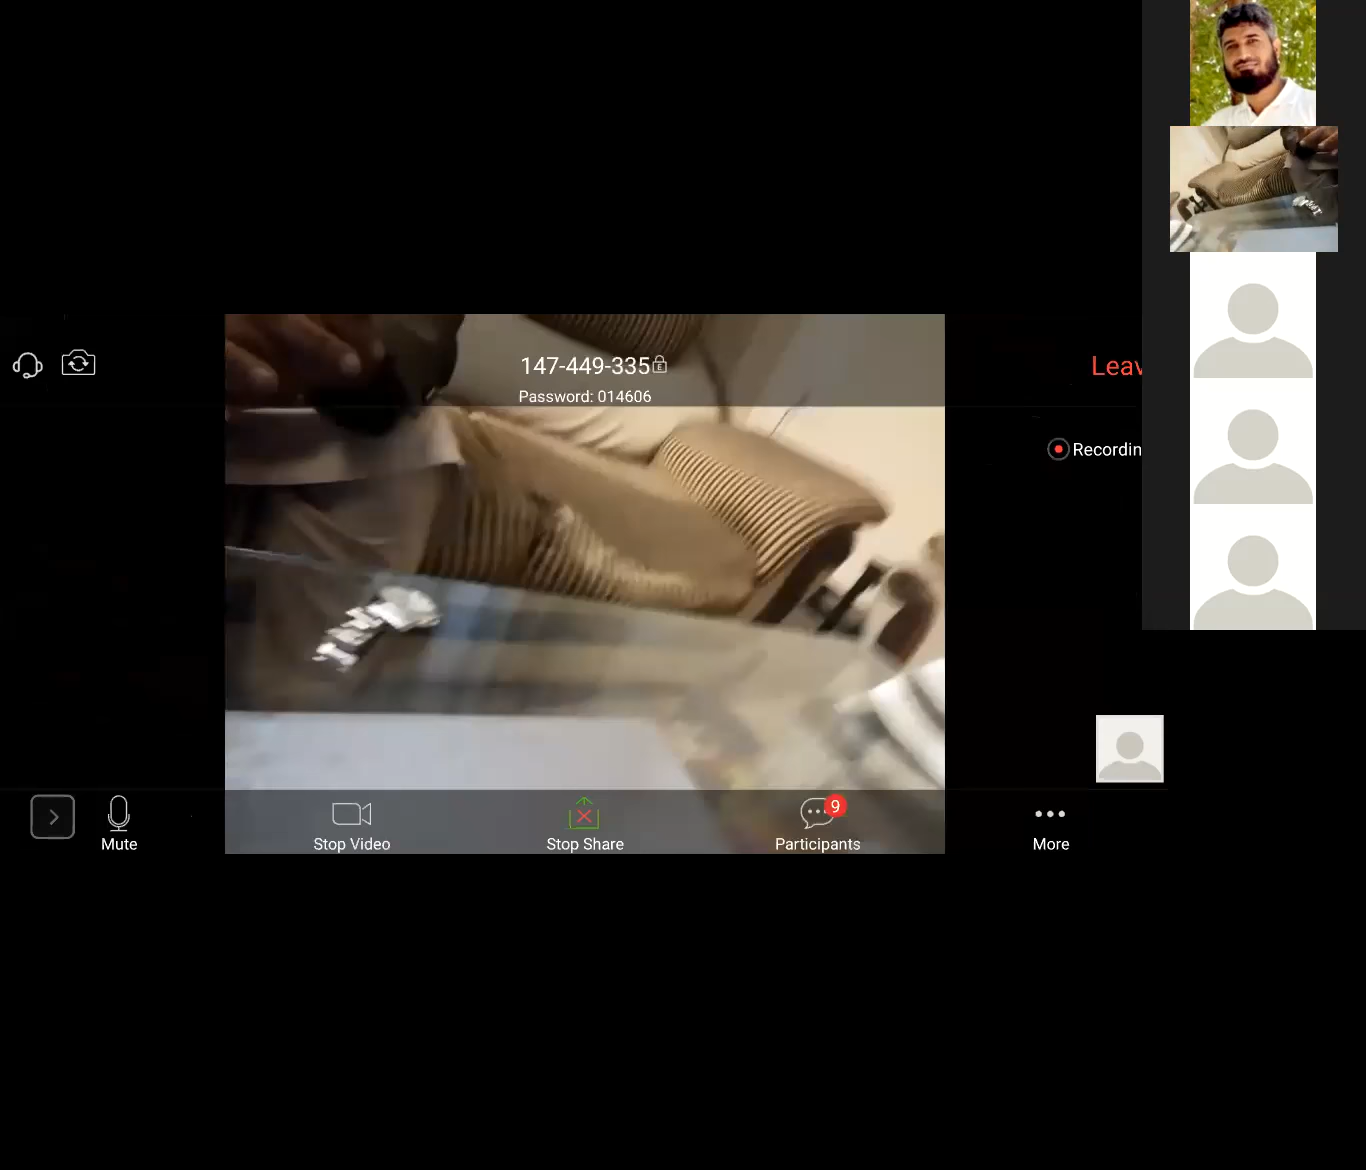 147-449-335
Password: 014606
Leav
Recordin
9
Mute
Stop Video
Stop Share
Participants
More